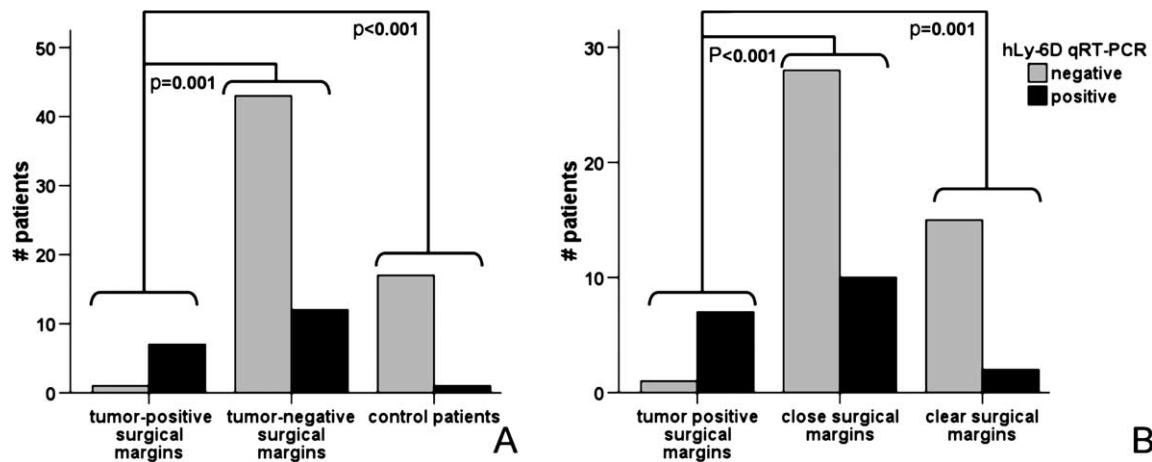 p<0.001
p=0.001
# patients
50
40
30
20
10
0
tumor-positive
surgical
margins
tumor-negative
surgical
margins
control patients
A
p=0.001
P<0.001
hLy-6D qRT-PCR
negative
positive
# patients
30
20
10
0
tumor positive
surgical
margins
close surgical
margins
clear surgical
margins
B